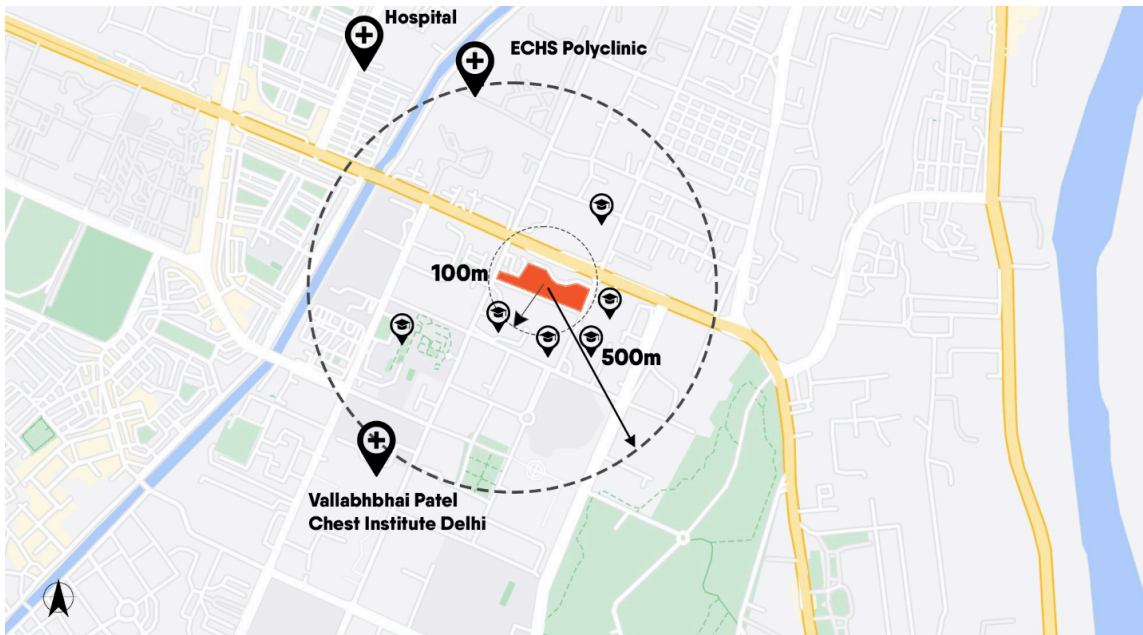 Hospital
ECHS Polyclinic
100m
500m
Vallabhbhai Patel
Chest Institute Delhi